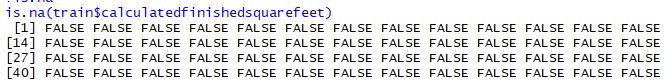 is.na(train$calculatedfinishedsquarefeet)
[1] FALSE FALSE FALSE FALSE FALSE FALSE FALSE FALSE FALSE FALSE FALSE FALSE FALSE
[14] FALSE FALSE FALSE FALSE FALSE FALSE FALSE FALSE FALSE FALSE FALSE FALSE FALSE
[27] FALSE FALSE FALSE FALSE FALSE FALSE FALSE FALSE FALSE FALSE FALSE FALSE FALSE
[40] FALSE FALSE FALSE FALSE FALSE FALSE FALSE FALSE FALSE FALSE FALSE FALSE FALSE